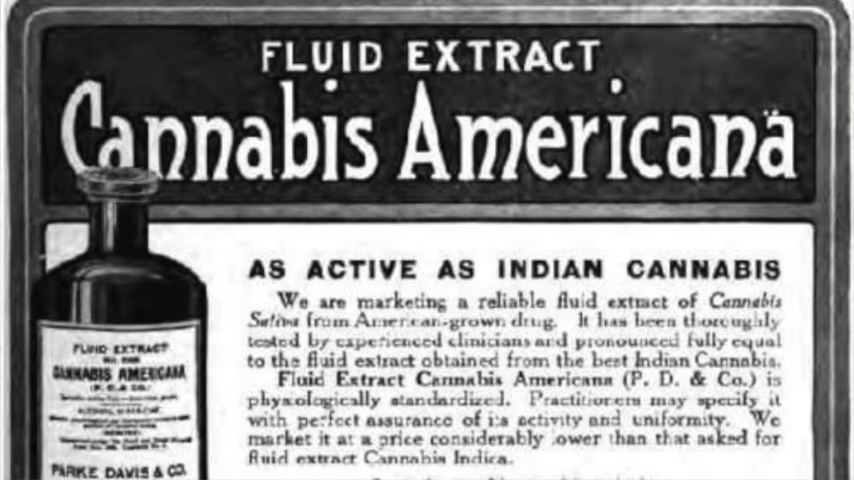 FLUID EXTRACT
Cannabis Americana
AS ACTIVE AS INDIAN CANNABIS
We are marketing a reliable fluid extract of Cannabis
Sativa from American-grown drug. It has been thoroughly
tested by experienced clinicians and pronounced fully equal
to the fluid extract obtained from the best Indian Cannabis.
Fluid Extract Cannabis Americana (P. D. & Co.) is
physologically standardized. Practitioners may specify it
with perfect assurance of its activity and uniformity. We
market it at a price considerably lower than that asked for
fluid extract Cannabis Indica.
FLUID EXTRACT
CANNABIS AMERICANA
(P. D. & CO.)
PARKE DAVIS & CO.